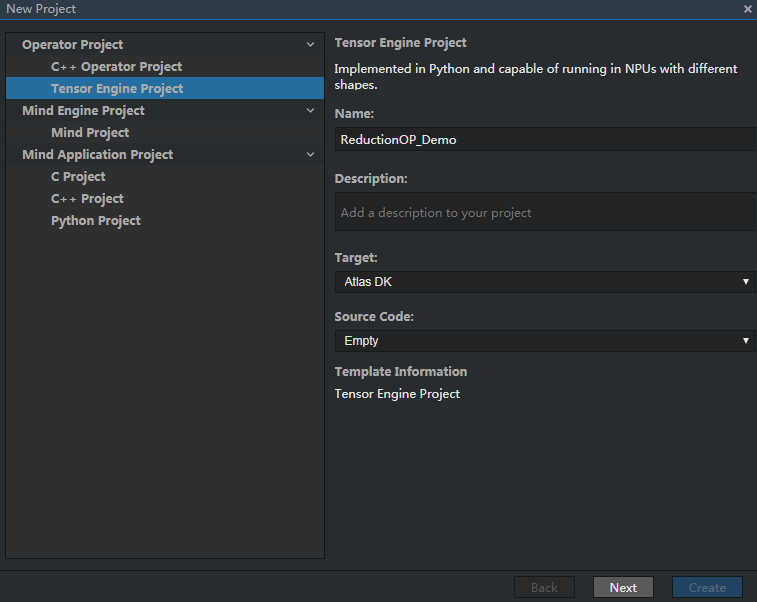 New Project
Operator Project
C++ Operator Project
Tensor Engine Project
Mind Engine Project
Mind Project
Mind Application Project
C Project
C++ Project
Python Project
Tensor Engine Project
Implemented in Python and capable of running in NPUs with different
shapes.
Name:
ReductionOP_Demo
Description:
Add a description to your project
Target:
Atlas DK
Source Code:
Empty
Template Information
Tensor Engine Project
Back
Next
Create